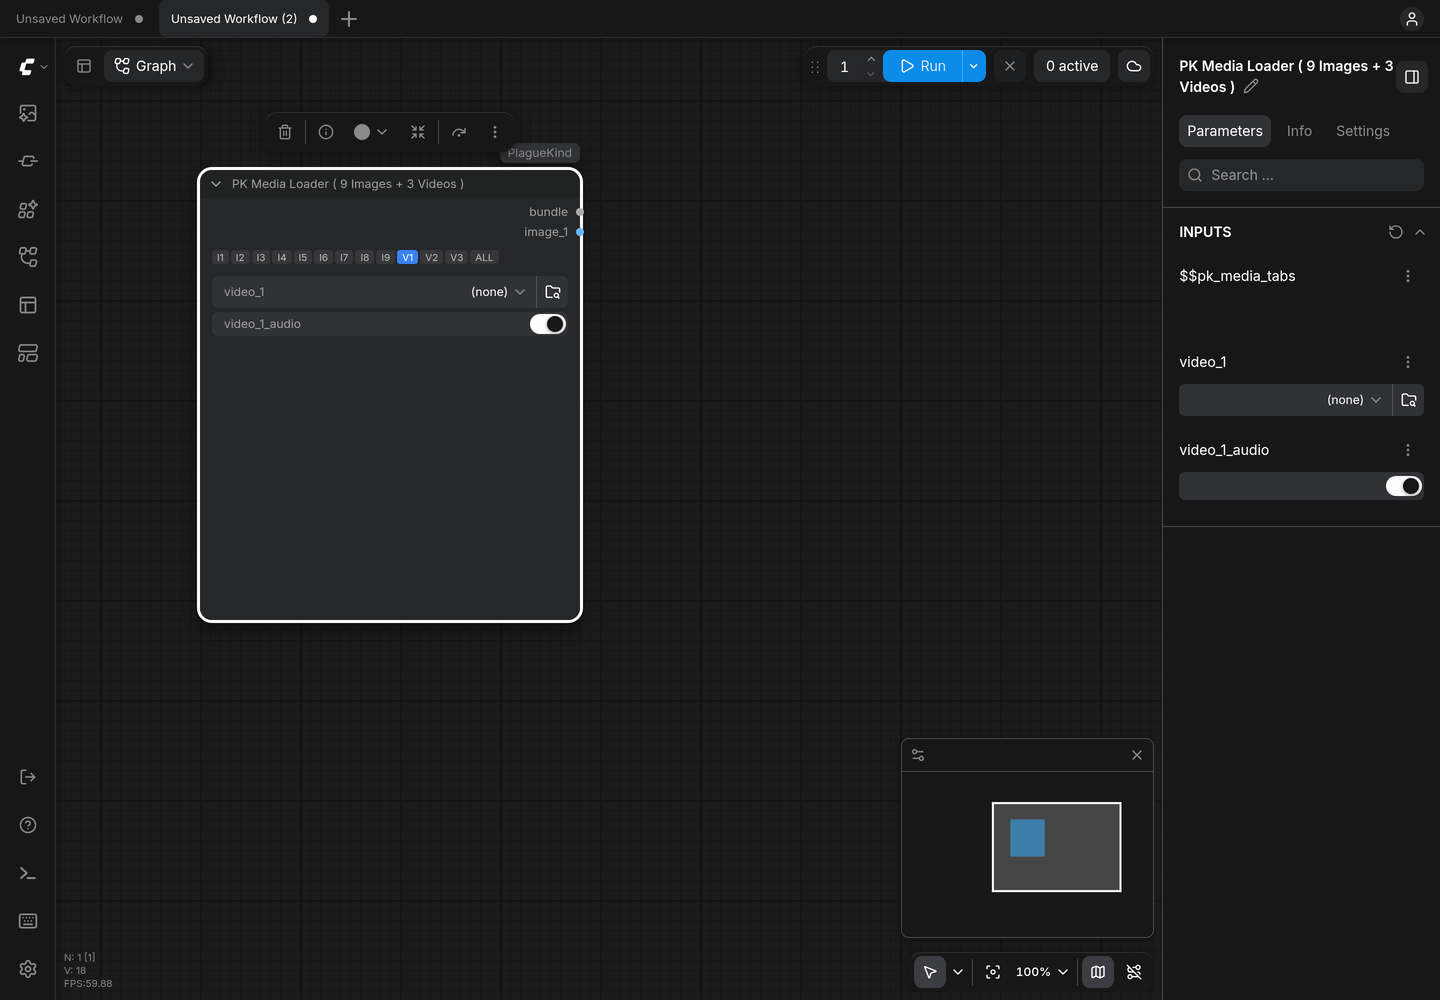 Unsaved Workflow
Unsaved Workflow (2)
Graph
1
Run
0 active
PlagueKind
PK Media Loader ( 9 Images + 3 Videos )
bundle
image_1
I1 I2 I3 I4 I5 I6 I7 I8 I9 V1 V2 V3 ALL
video_1 (none)
video_1_audio
N: 1 [1]
V: 18
FPS:59.88
100%
PK Media Loader ( 9 Images + 3
Videos )
Parameters Info Settings
Search ...
INPUTS
$$pk_media_tabs
video_1
(none)
video_1_audio